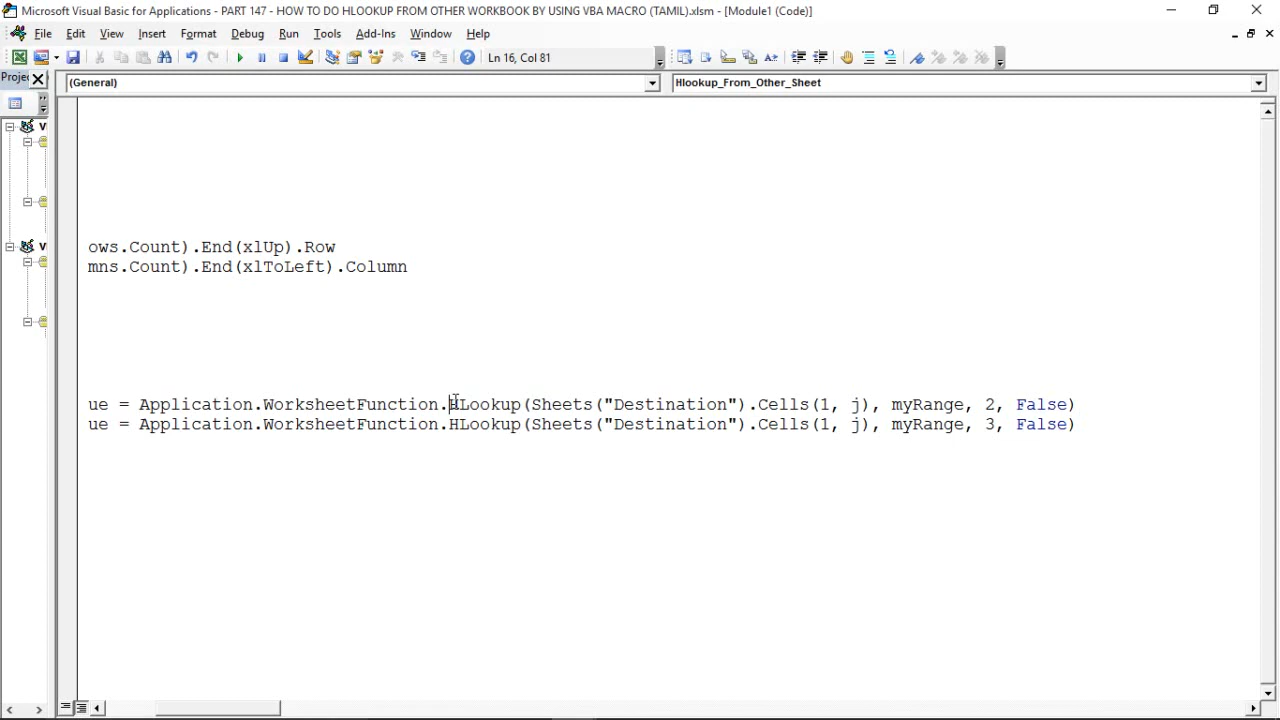 Microsoft Visual Basic for Applications - PART 147 - HOW TO DO HLOOKUP FROM OTHER WORKBOOK BY USING VBA MACRO (TAMIL).xlsm - [Module1 (Code)]
File Edit View Insert Format Debug Run Tools Add-Ins Window Help
Ln 16, Col 81
Proje
(General) Hlookup_From_Other_Sheet
V
V
ows.Count).End(xlUp).Row
mns.Count).End(xlToLeft).Column
ue = Application.WorksheetFunction.HLookup(Sheets("Destination").Cells(1, j), myRange, 2, False)
ue = Application.WorksheetFunction.HLookup(Sheets("Destination").Cells(1, j), myRange, 3, False)